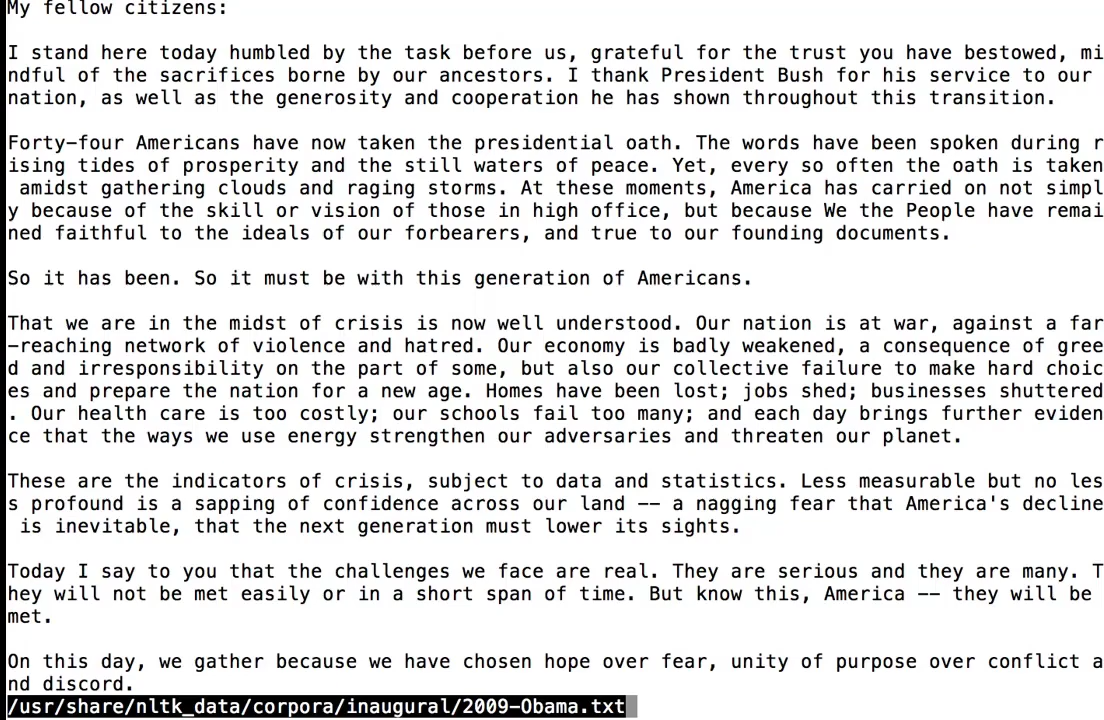 My fellow citizens:
I stand here today humbled by the task before us, grateful for the trust you have bestowed, mi
ndful of the sacrifices borne by our ancestors. I thank President Bush for his service to our
nation, as well as the generosity and cooperation he has shown throughout this transition.
Forty-four Americans have now taken the presidential oath. The words have been spoken during r
ising tides of prosperity and the still waters of peace. Yet, every so often the oath is taken
 amidst gathering clouds and raging storms. At these moments, America has carried on not simpl
y because of the skill or vision of those in high office, but because We the People have remai
ned faithful to the ideals of our forbearers, and true to our founding documents.
So it has been. So it must be with this generation of Americans.
That we are in the midst of crisis is now well understood. Our nation is at war, against a far
-reaching network of violence and hatred. Our economy is badly weakened, a consequence of gree
d and irresponsibility on the part of some, but also our collective failure to make hard choic
es and prepare the nation for a new age. Homes have been lost; jobs shed; businesses shuttered
. Our health care is too costly; our schools fail too many; and each day brings further eviden
ce that the ways we use energy strengthen our adversaries and threaten our planet.
These are the indicators of crisis, subject to data and statistics. Less measurable but no les
s profound is a sapping of confidence across our land -- a nagging fear that America's decline
 is inevitable, that the next generation must lower its sights.
Today I say to you that the challenges we face are real. They are serious and they are many. T
hey will not be met easily or in a short span of time. But know this, America -- they will be
met.
On this day, we gather because we have chosen hope over fear, unity of purpose over conflict a
nd discord.
/usr/share/nltk_data/corpora/inaugural/2009-Obama.txt